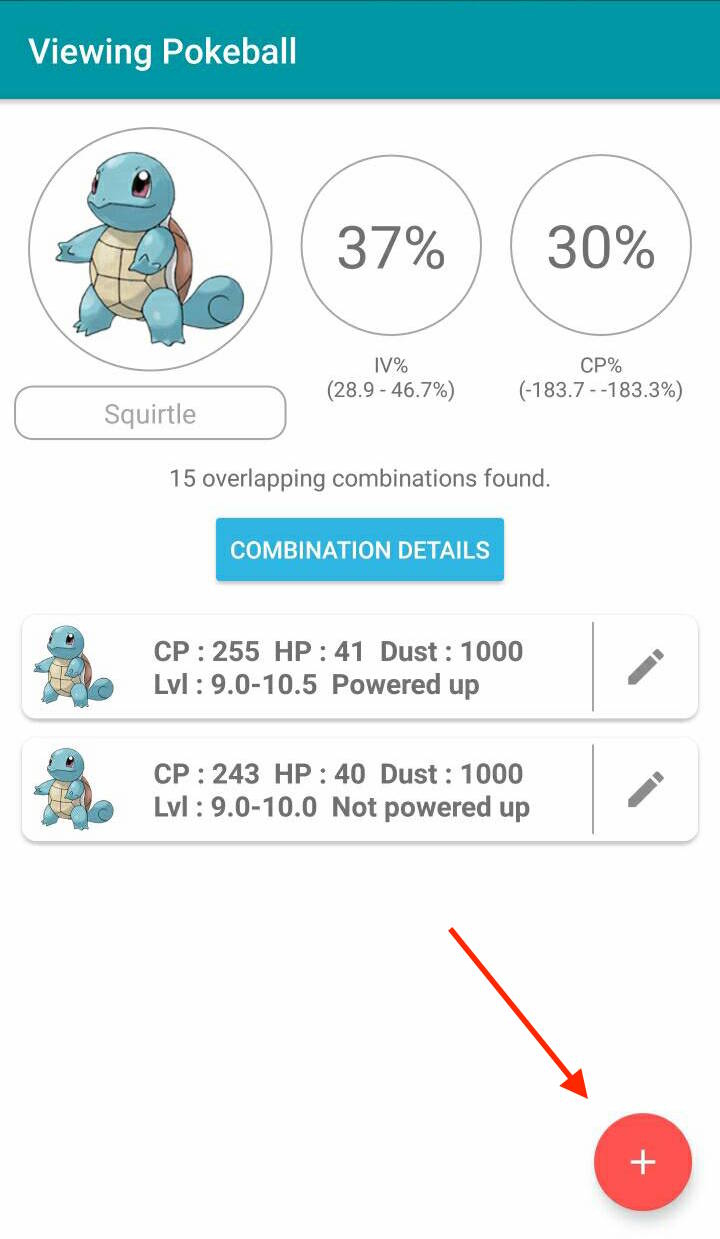 Viewing Pokeball
37%
30%
IV%
(28.9 - 46.7%)
CP%
(-183.7 - -183.3%)
Squirtle
15 overlapping combinations found.
COMBINATION DETAILS
CP : 255 HP : 41 Dust : 1000
Lvl : 9.0-10.5 Powered up
CP : 243 HP : 40 Dust : 1000
Lvl : 9.0-10.0 Not powered up
+